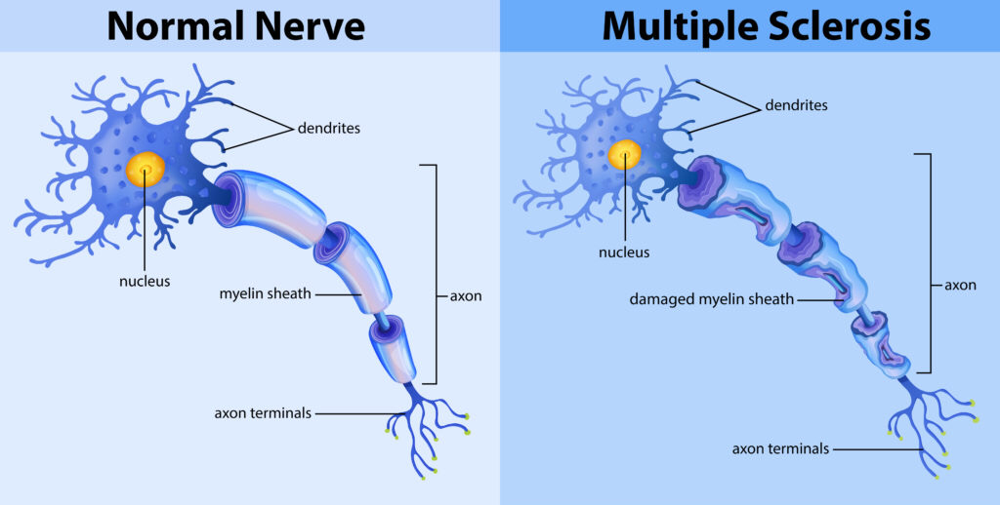 Normal Nerve
dendrites
nucleus
myelin sheath
axon
axon terminals
Multiple Sclerosis
dendrites
nucleus
damaged myelin sheath
axon
axon terminals